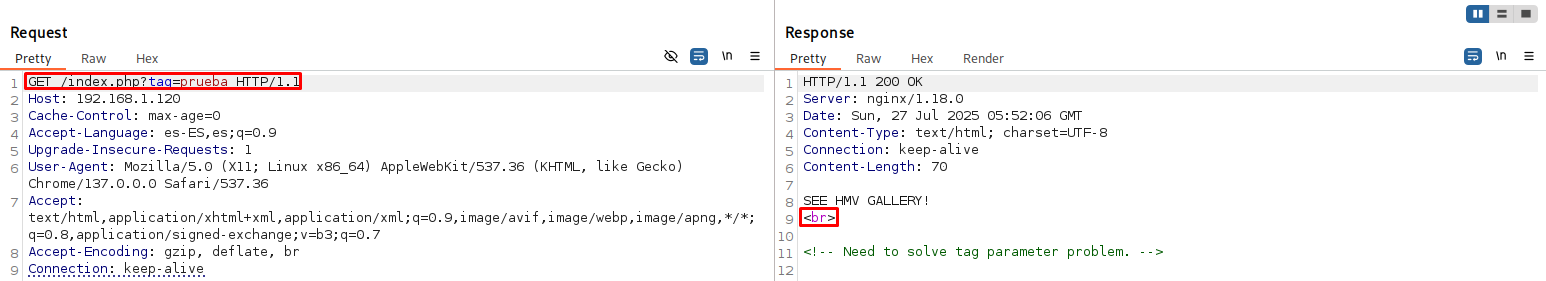 Request
Pretty Raw Hex
\n
1 GET /index.php?tag=prueba HTTP/1.1
2 Host: 192.168.1.120
3 Cache-Control: max-age=0
4 Accept-Language: es-ES,es;q=0.9
5 Upgrade-Insecure-Requests: 1
6 User-Agent: Mozilla/5.0 (X11; Linux x86_64) AppleWebKit/537.36 (KHTML, like Gecko)
Chrome/137.0.0.0 Safari/537.36
7 Accept:
text/html,application/xhtml+xml,application/xml;q=0.9,image/avif,image/webp,image/apng,*/*;
q=0.8,application/signed-exchange;v=b3;q=0.7
8 Accept-Encoding: gzip, deflate, br
9 Connection: keep-alive
Response
Pretty Raw Hex Render
\n
1 HTTP/1.1 200 OK
2 Server: nginx/1.18.0
3 Date: Sun, 27 Jul 2025 05:52:06 GMT
4 Content-Type: text/html; charset=UTF-8
5 Connection: keep-alive
6 Content-Length: 70
7
8 SEE HMV GALLERY!
9 <br>
10
11 <!-- Need to solve tag parameter problem. -->
12